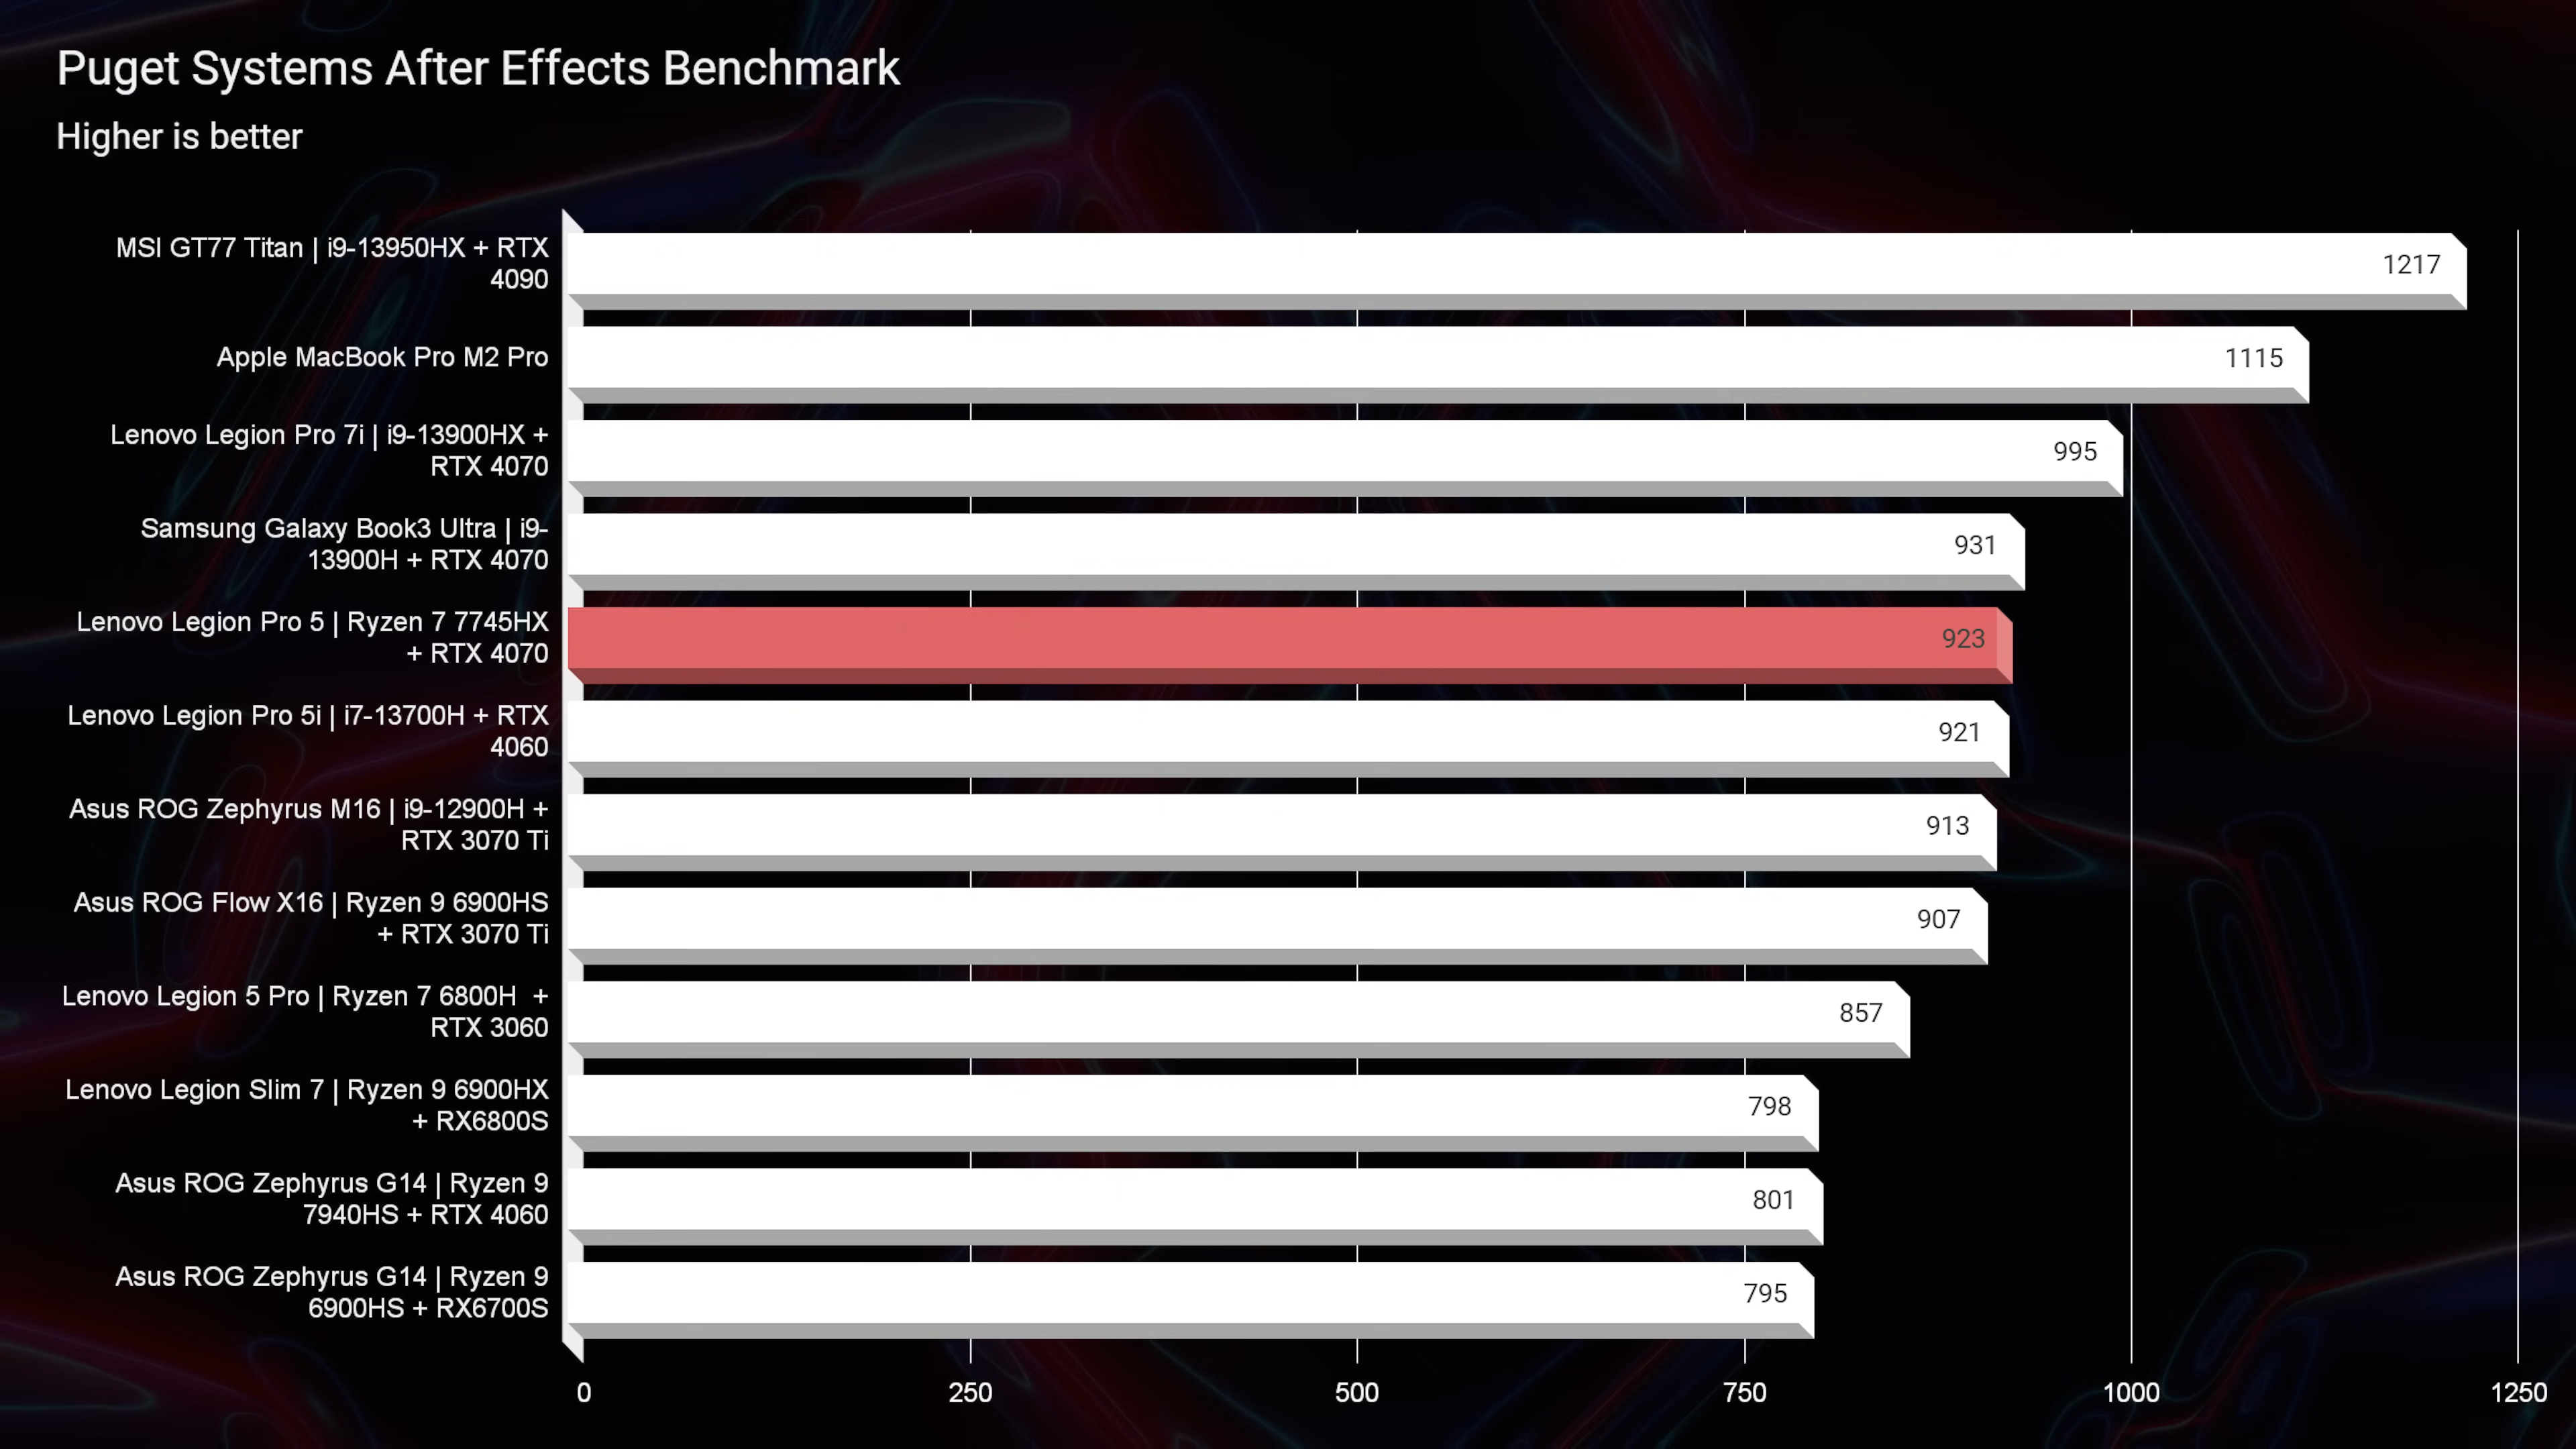 Puget Systems After Effects Benchmark
Higher is better
MSI GT77 Titan | i9-13950HX + RTX
4090
1217
Apple MacBook Pro M2 Pro
1115
Lenovo Legion Pro 7i | i9-13900HX +
RTX 4070
995
Samsung Galaxy Book3 Ultra | i9-
13900H + RTX 4070
931
Lenovo Legion Pro 5 | Ryzen 7 7745HX
+ RTX 4070
923
Lenovo Legion Pro 5i | i7-13700H + RTX
4060
921
Asus ROG Zephyrus M16 | i9-12900H +
RTX 3070 Ti
913
Asus ROG Flow X16 | Ryzen 9 6900HS
+ RTX 3070 Ti
907
Lenovo Legion 5 Pro | Ryzen 7 6800H  +
RTX 3060
857
Lenovo Legion Slim 7 | Ryzen 9 6900HX
+ RX6800S
798
Asus ROG Zephyrus G14 | Ryzen 9
7940HS + RTX 4060
801
Asus ROG Zephyrus G14 | Ryzen 9
6900HS + RX6700S
795
0 250 500 750 1000 1250